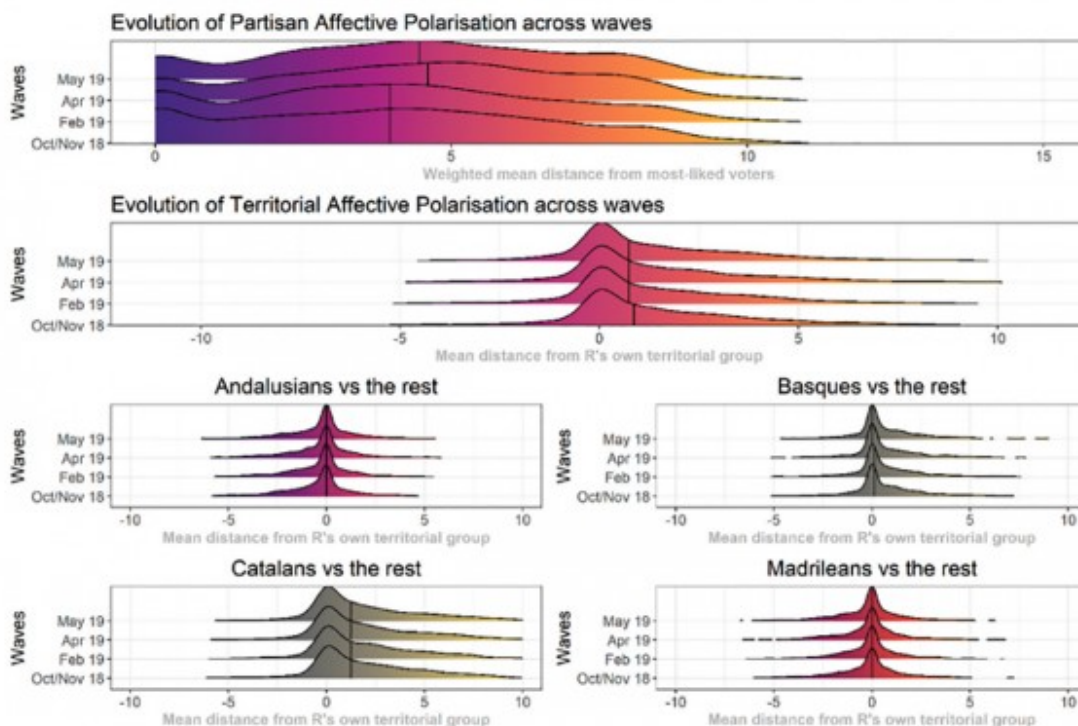 Evolution of Partisan Affective Polarisation across waves
Waves
May 19
Apr 19
Feb 19
Oct/Nov 18
0 5 10 15
Weighted mean distance from most-liked voters
Evolution of Territorial Affective Polarisation across waves
Waves
May 19
Apr 19
Feb 19
Oct/Nov 18
-10 -5 0 5 10
Mean distance from R's own territorial group
Andalusians vs the rest
Waves
May 19
Apr 19
Feb 19
Oct/Nov 18
-10 -5 0 5 10
Mean distance from R's own territorial group
Basques vs the rest
Waves
May 19
Apr 19
Feb 19
Oct/Nov 18
-10 -5 0 5 10
Mean distance from R's own territorial group
Catalans vs the rest
Waves
May 19
Apr 19
Feb 19
Oct/Nov 18
-10 -5 0 5 10
Mean distance from R's own territorial group
Madrileans vs the rest
Waves
May 19
Apr 19
Feb 19
Oct/Nov 18
-10 -5 0 5 10
Mean distance from R's own territorial group